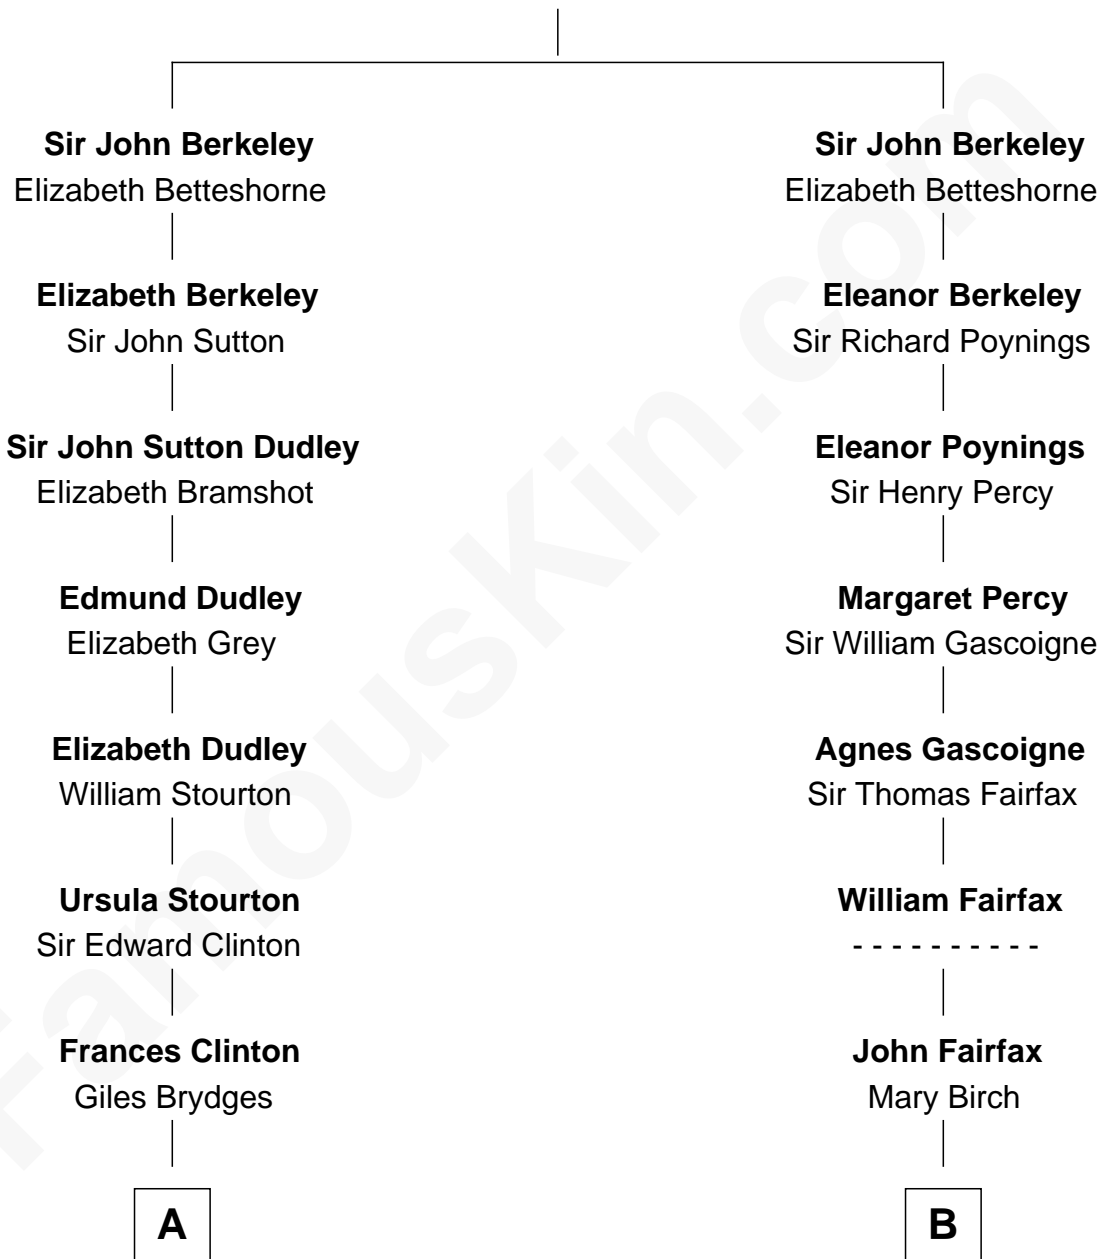 Sir John Berkeley
Elizabeth Betteshorne
Elizabeth Berkeley
Sir John Sutton
Sir John Sutton Dudley
Elizabeth Bramshot
Edmund Dudley
Elizabeth Grey
Elizabeth Dudley
William Stourton
Ursula Stourton
Sir Edward Clinton
Frances Clinton
Giles Brydges
A
Sir John Berkeley
Elizabeth Betteshorne
Eleanor Berkeley
Sir Richard Poynings
Eleanor Poynings
Sir Henry Percy
Margaret Percy
Sir William Gascoigne
Agnes Gascoigne
Sir Thomas Fairfax
William Fairfax
- - - - - - - - - -
John Fairfax
Mary Birch
B
FamousKin.com